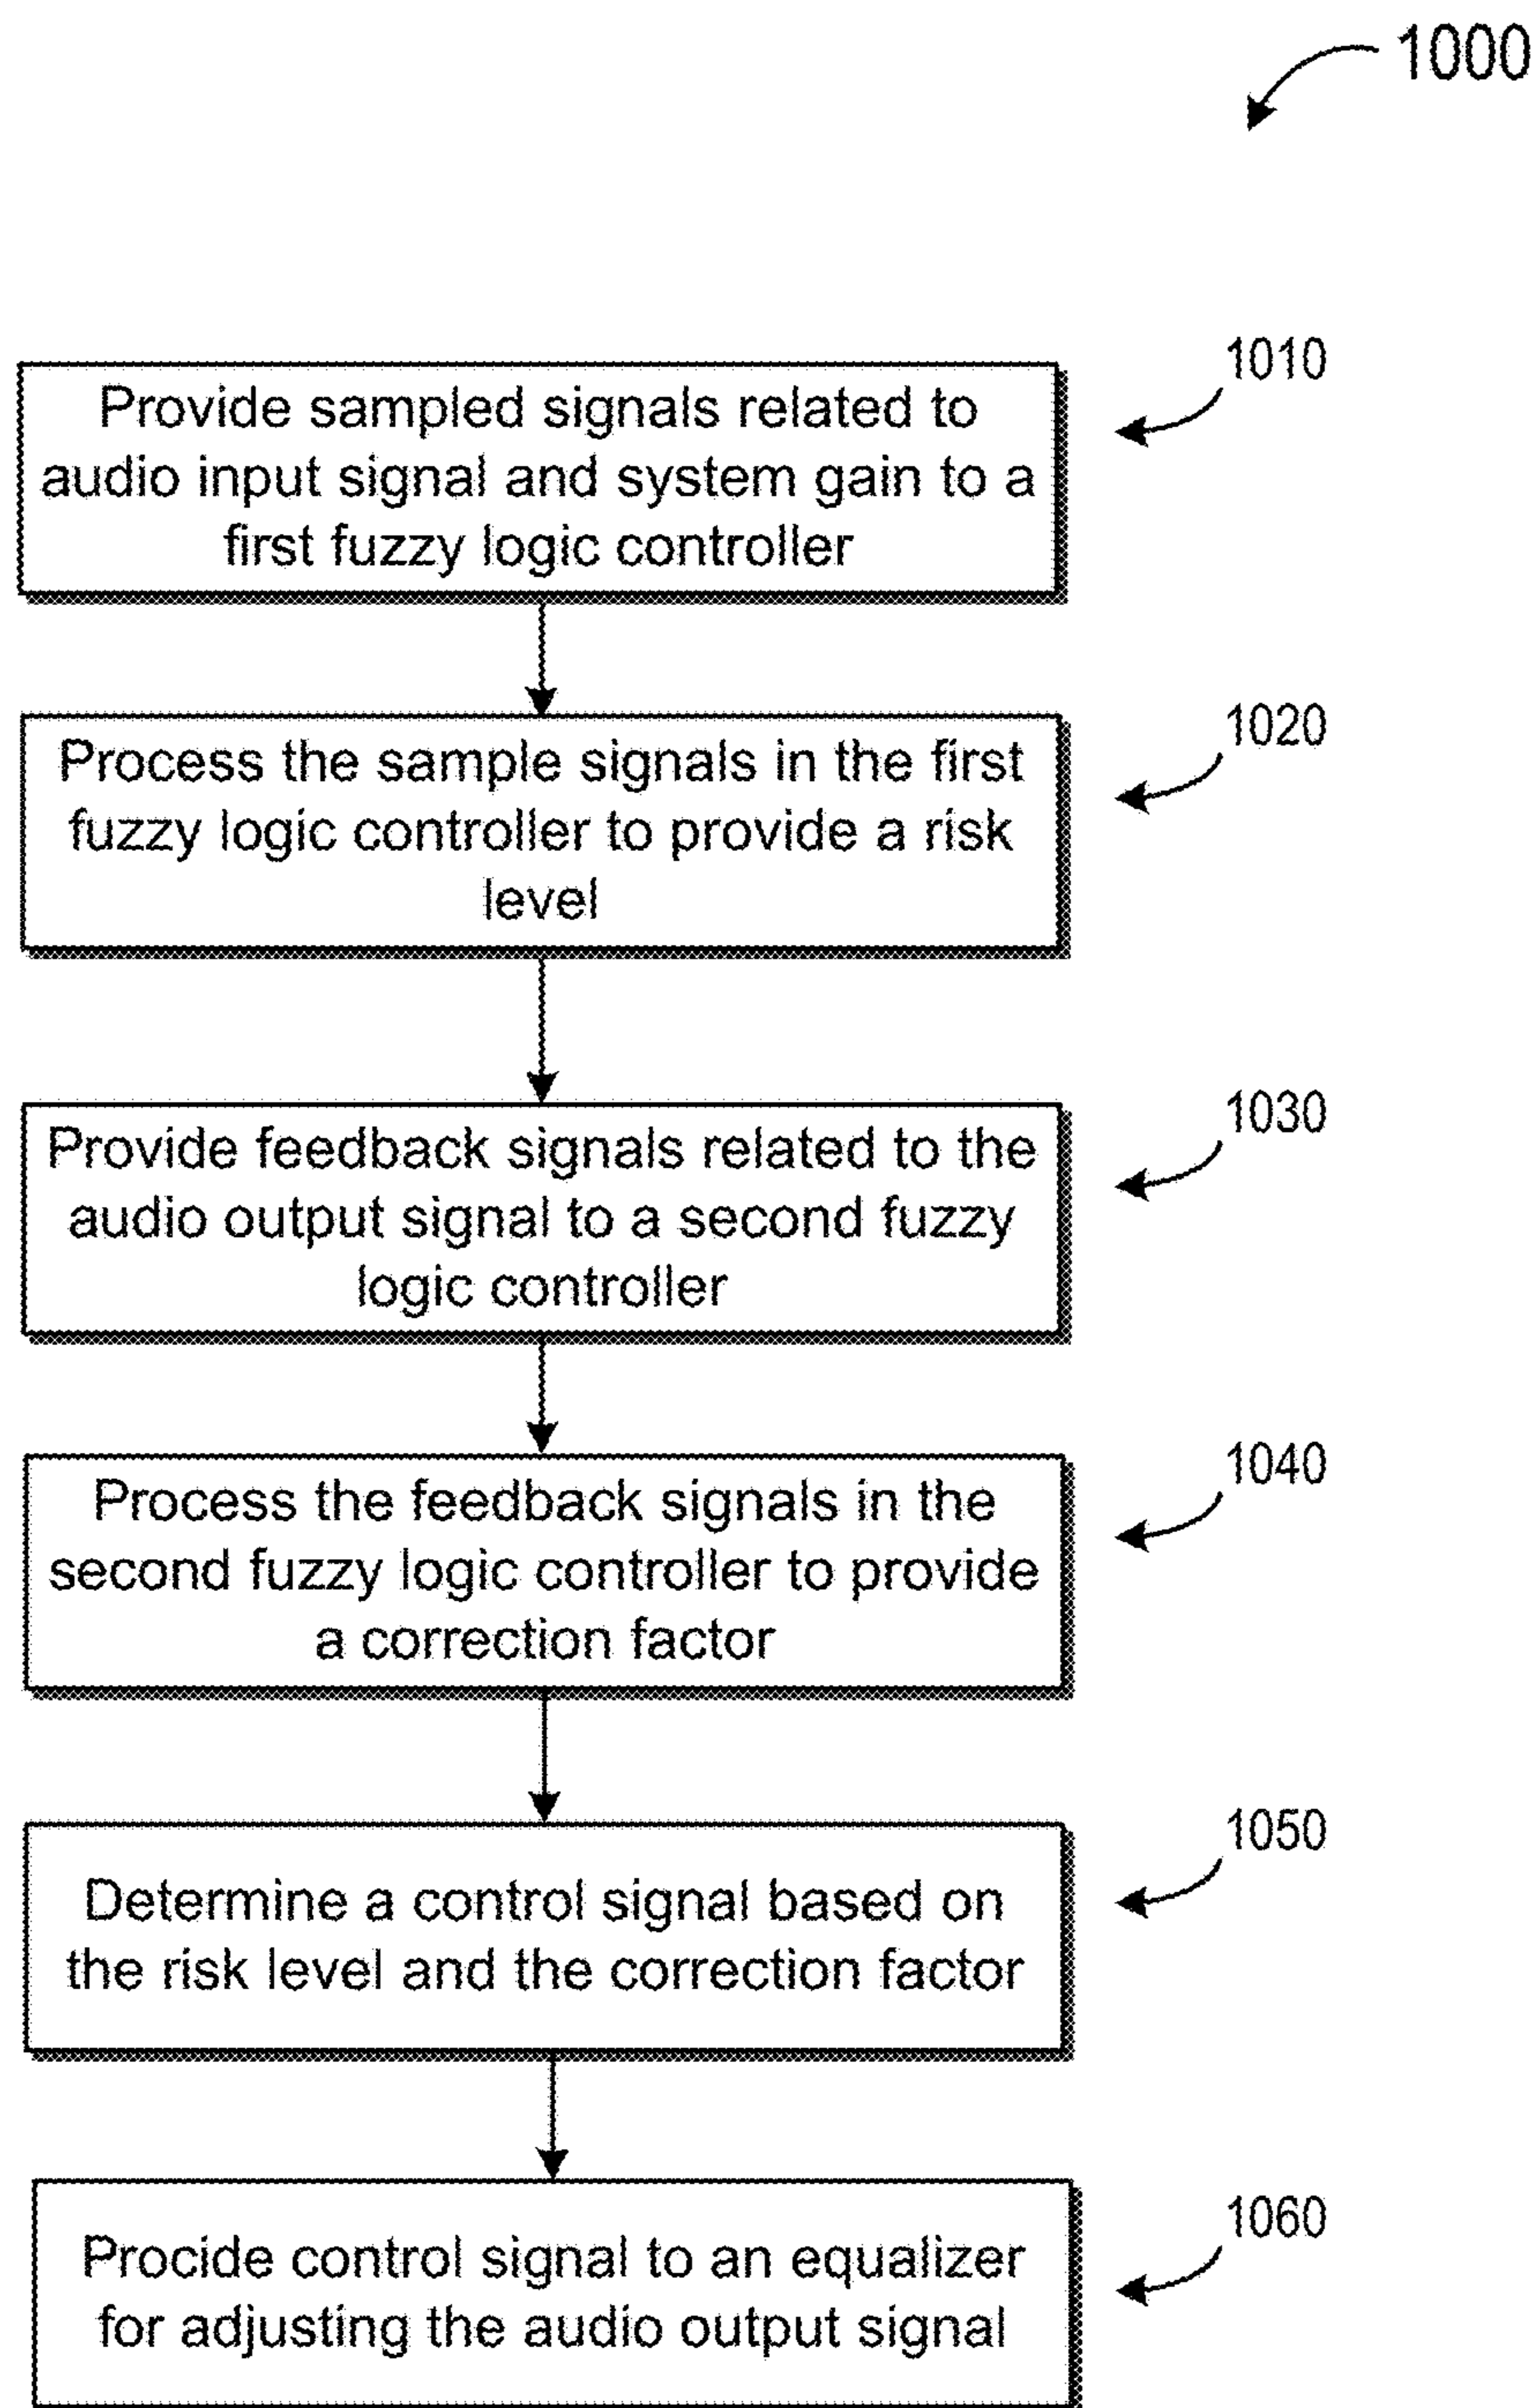 1000
1010
Provide sampled signals related to
audio input signal and system gain to a
first fuzzy logic controller
1020
Process the sample signals in the first
fuzzy logic controller to provide a risk
level
1030
Provide feedback signals related to the
audio output signal to a second fuzzy
logic controller
1040
Process the feedback signals in the
second fuzzy logic controller to provide
a correction factor
1050
Determine a control signal based on
the risk level and the correction factor
1060
Procide control signal to an equalizer
for adjusting the audio output signal